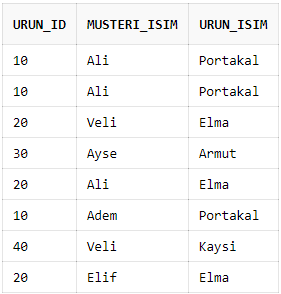 URUN_ID MUSTERI_ISIM URUN_ISIM
10 Ali Portakal
10 Ali Portakal
20 Veli Elma
30 Ayse Armut
20 Ali Elma
10 Adem Portakal
40 Veli Kaysi
20 Elif Elma